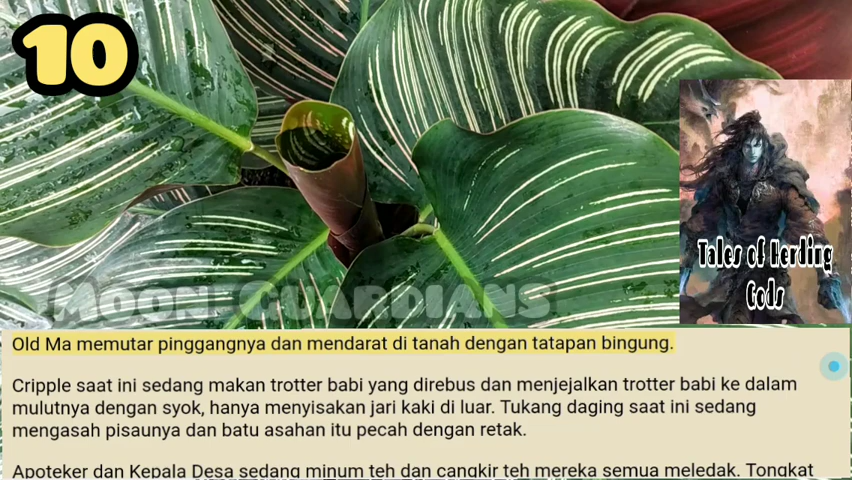 10
Tales of Herding
Gods
MOON GUARDIANS
Old Ma memutar pinggangnya dan mendarat di tanah dengan tatapan bingung.
Cripple saat ini sedang makan trotter babi yang direbus dan menjejalkan trotter babi ke dalam
mulutnya dengan syok, hanya menyisakan jari kaki di luar. Tukang daging saat ini sedang
mengasah pisaunya dan batu asahan itu pecah dengan retak.
Apoteker dan Kepala Desa sedang minum teh dan cangkir teh mereka semua meledak. Tongkat